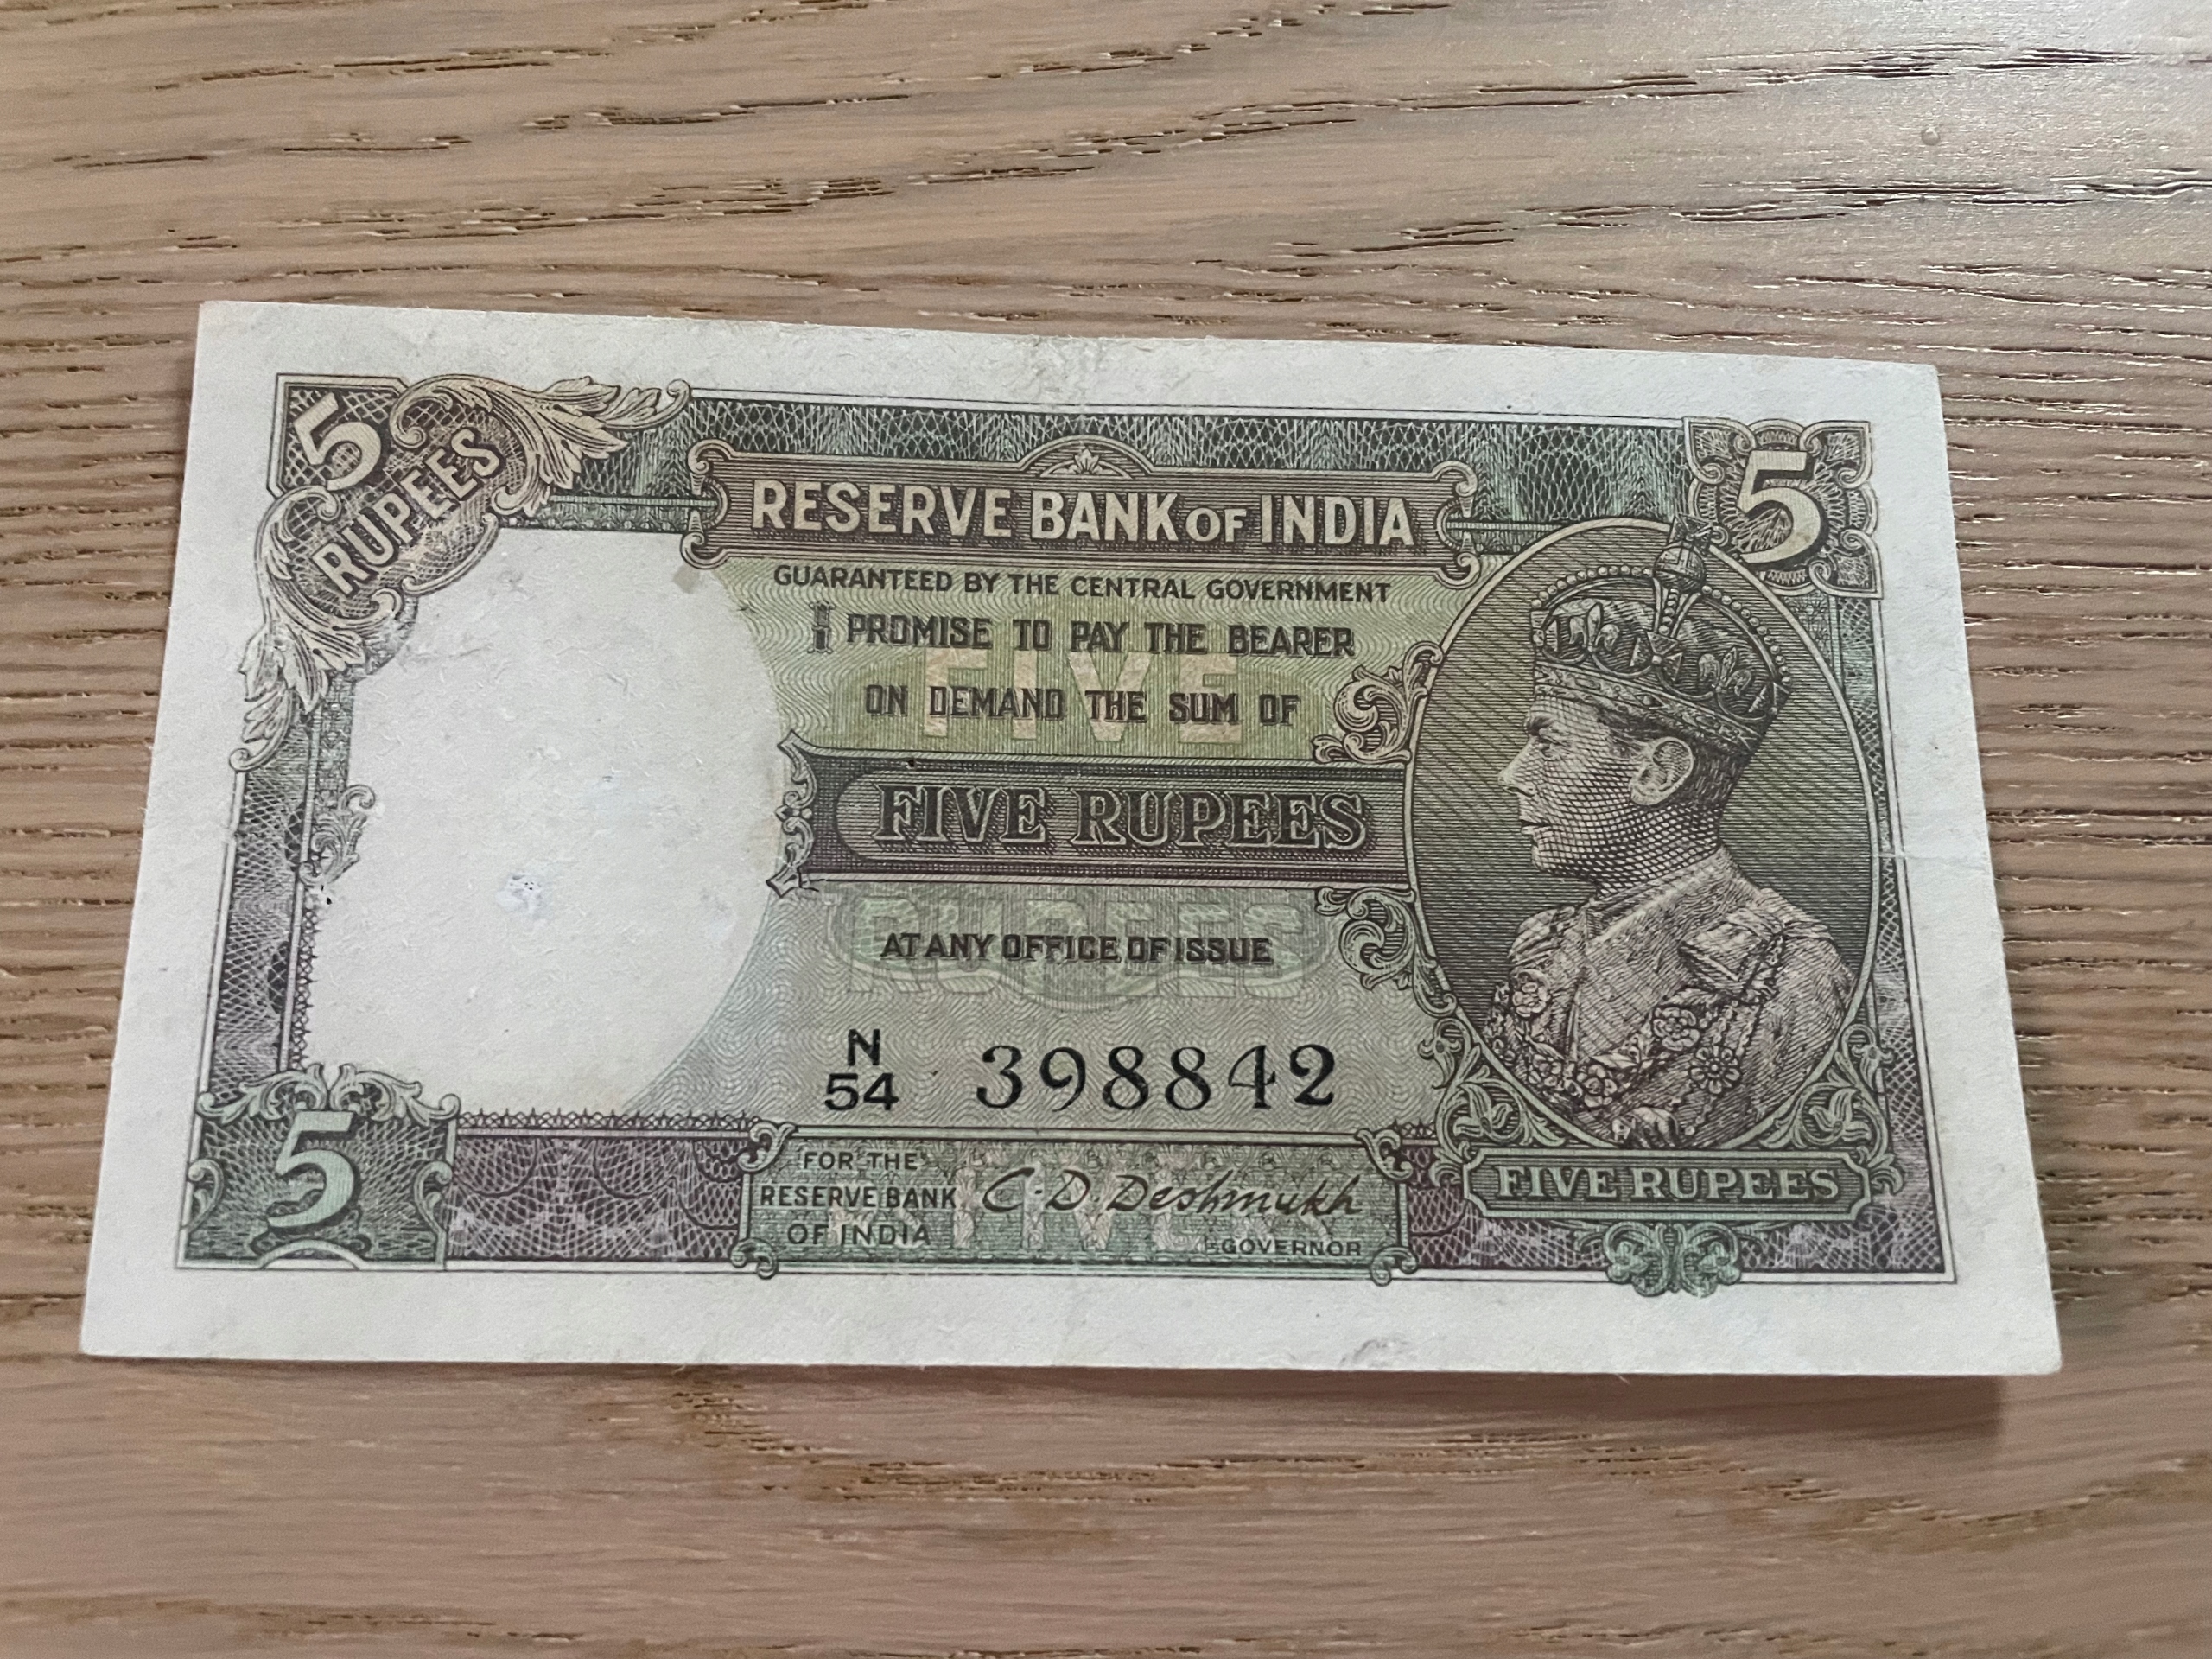 5
RUPEES
5
RESERVE BANK OF INDIA
GUARANTEED BY THE CENTRAL GOVERNMENT
I PROMISE TO PAY THE BEARER
ON DEMAND THE SUM OF
FIVE
FIVE RUPEES
RUPEES
AT ANY OFFICE OF ISSUE
N
54 398842
5
FOR THE
RESERVE BANK
OF INDIA
C. D. Deshmukh
GOVERNOR
FIVE
FIVE RUPEES